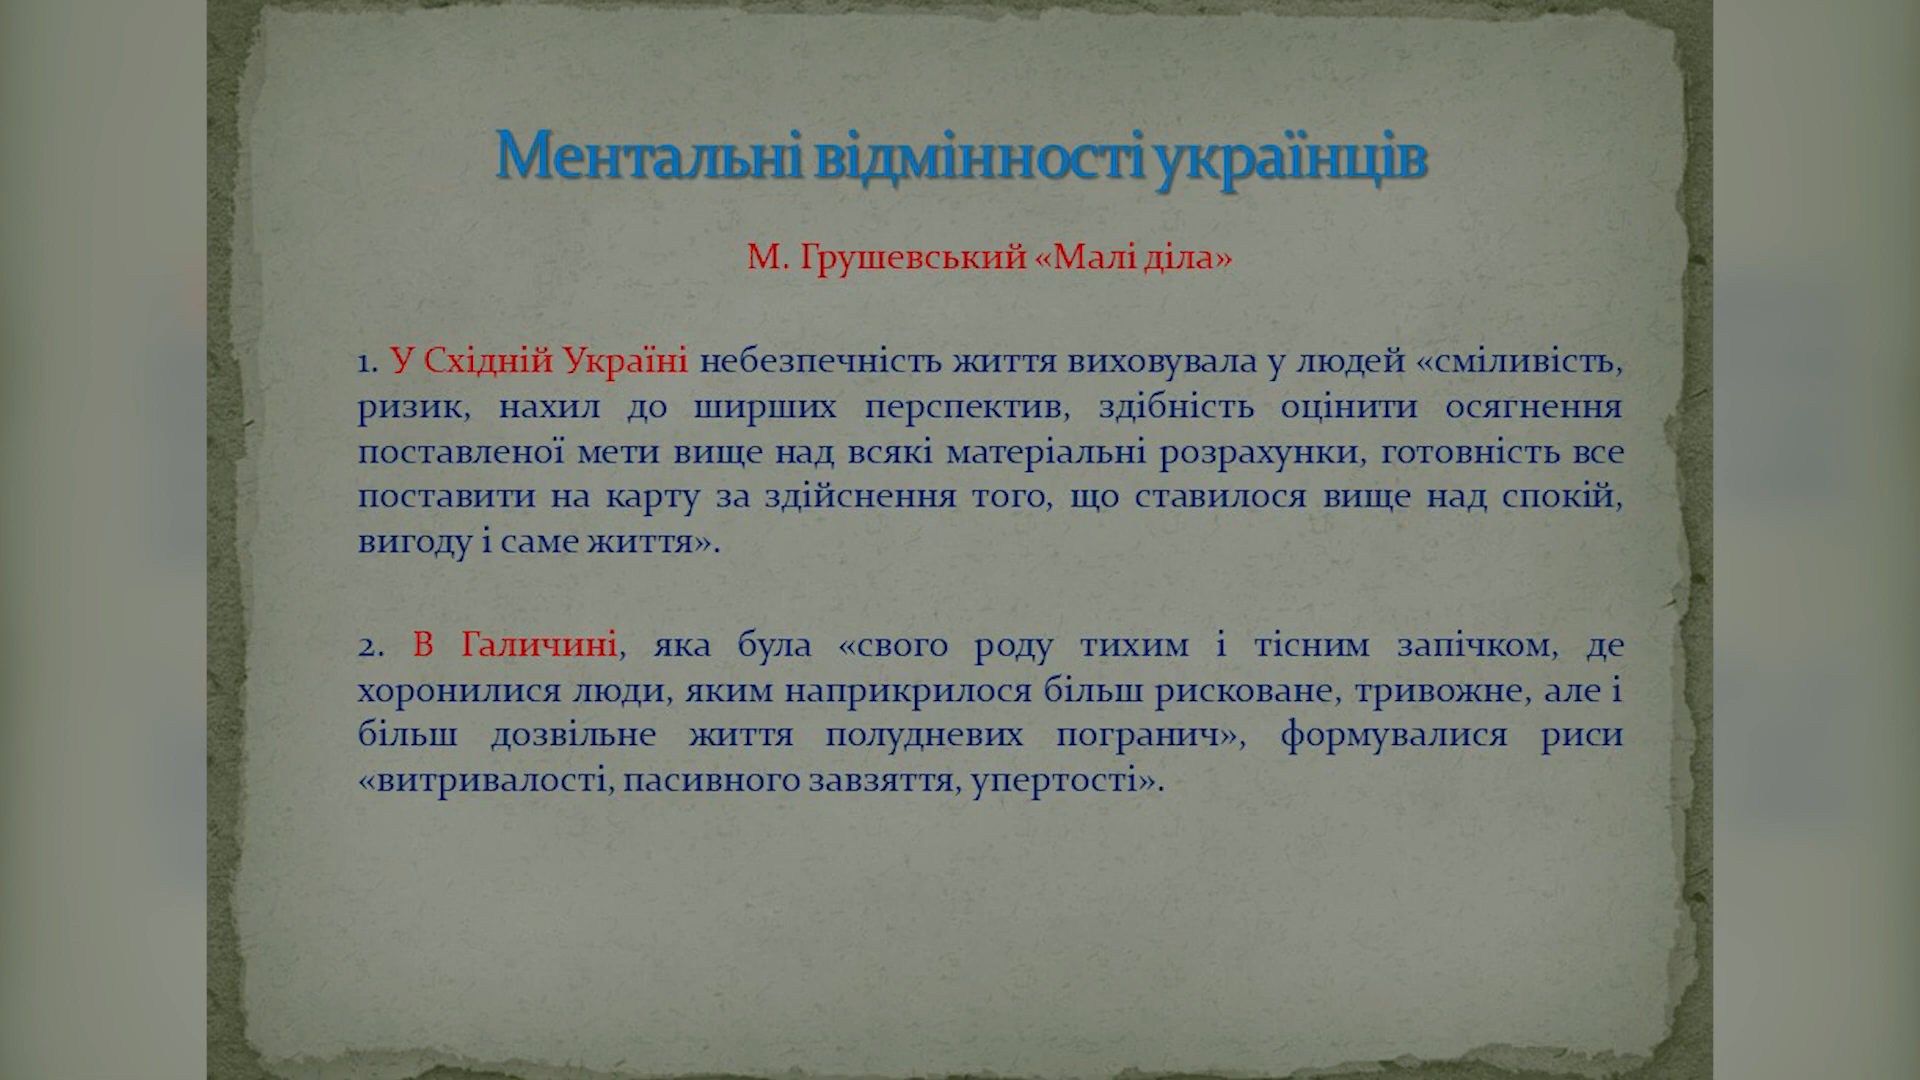 Ментальні відмінності українців
М. Грушевський «Малі діла»
1. У Східній Україні небезпечність життя виховувала у людей «сміливість,
ризик, нахил до ширших перспектив, здібність оцінити осягнення
поставленої мети вище над всякі матеріальні розрахунки, готовність все
поставити на карту за здійснення того, що ставилося вище над спокій,
вигоду і саме життя».
2. В Галичині, яка була «свого роду тихим і тісним запічком, де
хоронилися люди, яким наприкрилося більш рисковане, тривожне, але і
більш дозвільне життя полудневих погранич», формувалися риси
«витривалості, пасивного завзяття, упертості».